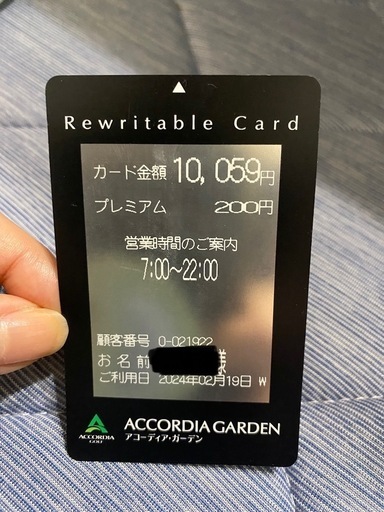 Rewritable Card
カード金額 10,059円
プレミアム 200円
営業時間のご案内
7:00～22:00
顧客番号 0-021922
お名前 様
ご利用日 2024年02月19日 W
ACCORDIA GOLF
ACCORDIA GARDEN
アコーディア・ガーデン